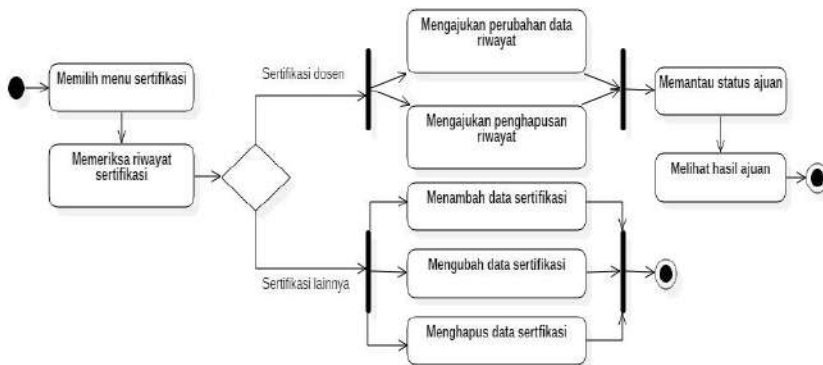 Memilih menu sertifikasi
Memeriksa riwayat
sertifikasi
Sertifikasi dosen
Mengajukan perubahan data
riwayat
Mengajukan penghapusan
riwayat
Memantau status ajuan
Melihat hasil ajuan
Sertifikasi lainnya
Menambah data sertifikasi
Mengubah data sertifikasi
Menghapus data sertfikasi